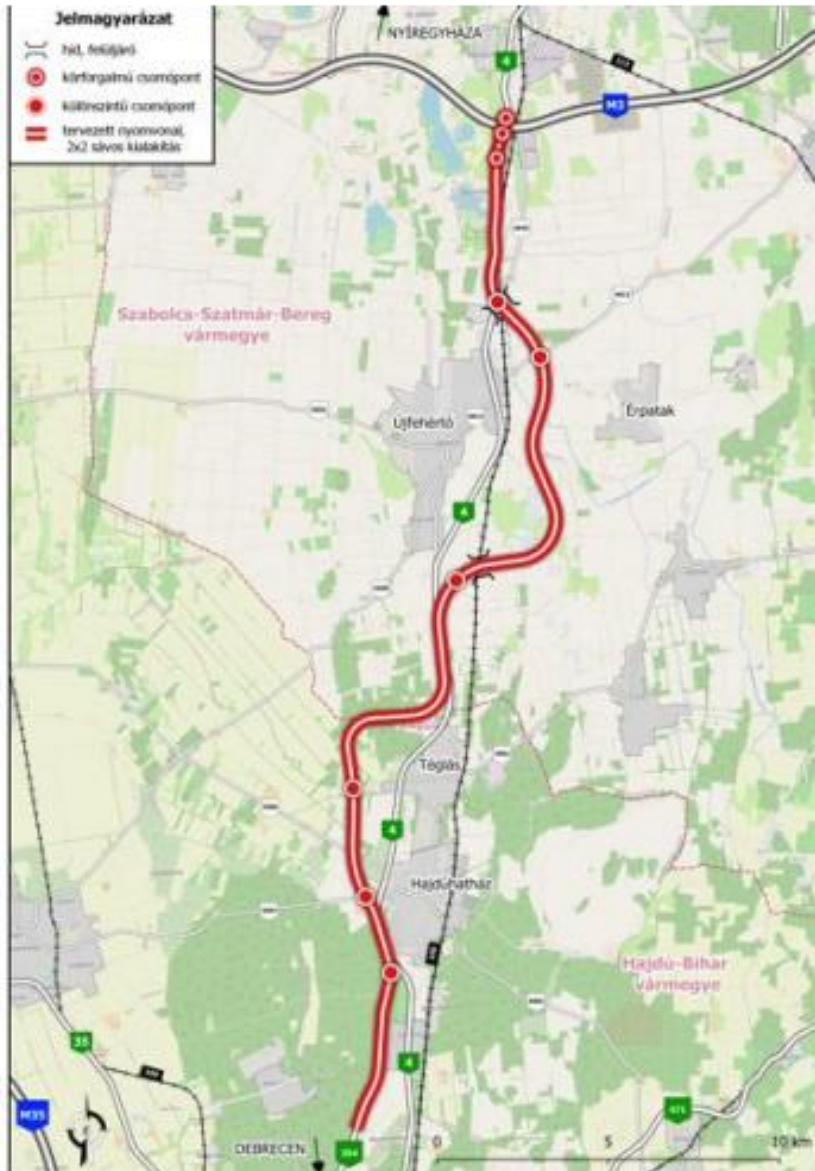 Jelmagyarázat
híd, felüljáró
körforgalmú csomópont
különszintű csomópont
tervezett nyomvonal,
2x2 sávos kialakítás
NYÍREGYHÁZA
4
M3
Szabolcs-Szatmár-Bereg
vármegye
Újfehértó
Érpatak
4
Téglás
4
Hajdúhatház
Hajdú-Bihar
vármegye
35
4
M35
471
354
DEBRECEN
0
5
10 km